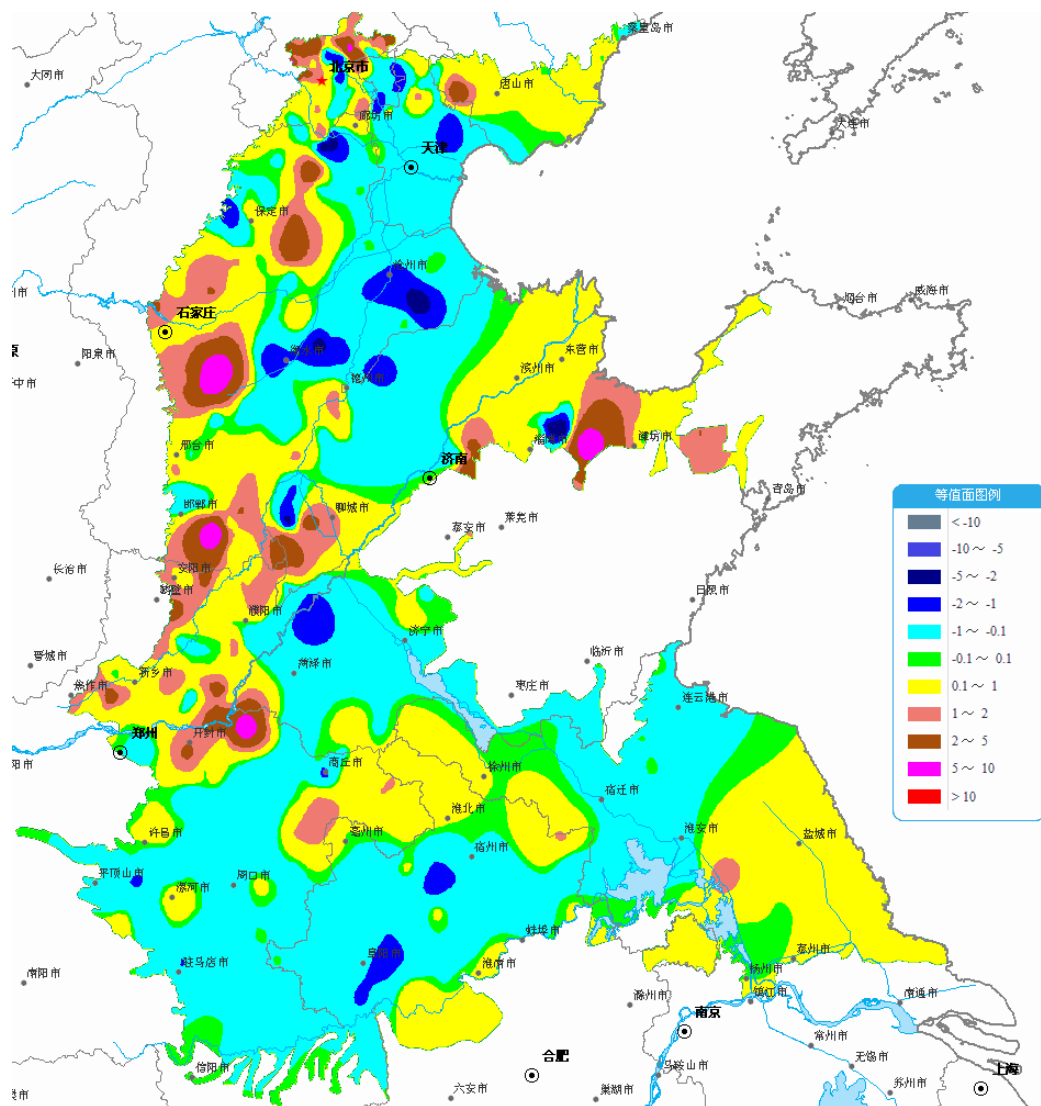 秦皇岛市
大同市
北京市
唐山市
廊坊市
大连市
天津
保定市
沧州市
烟台市
威海市
石家庄
衡水市
东营市
阳泉市
滨州市
德州市
淄博市
潍坊市
邢台市
济南
青岛市
邯郸市
聊城市
莱芜市
泰安市
长治市
安阳市
鹤壁市
濮阳市
日照市
济宁市
晋城市
新乡市
菏泽市
临沂市
焦作市
枣庄市
连云港市
郑州
开封市
商丘市
徐州市
宿迁市
许昌市
亳州市
淮北市
淮安市
盐城市
宿州市
平顶山市
漯河市
周口市
蚌埠市
驻马店市
阜阳市
淮南市
泰州市
扬州市
南阳市
滁州市
镇江市
南通市
南京
常州市
信阳市
合肥
无锡市
马鞍山市
上海
六安市
巢湖市
苏州市
等值面图例
< -10
-10～ -5
-5～ -2
-2～ -1
-1～ -0.1
-0.1～ 0.1
0.1～ 1
1～ 2
2～ 5
5～ 10
> 10